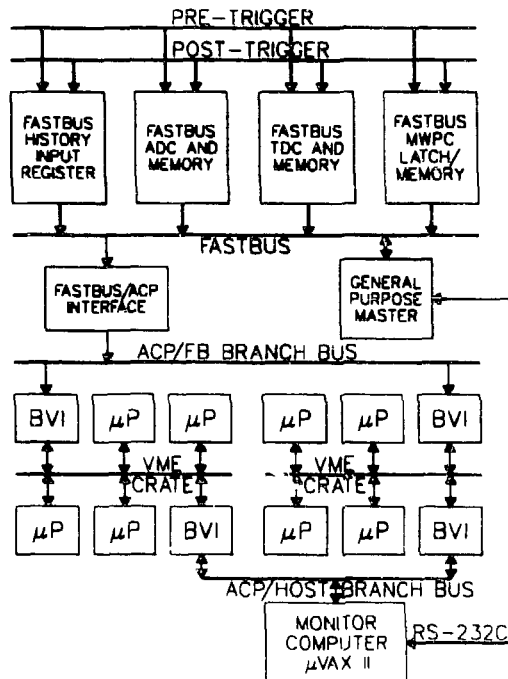 PRE-TRIGGER
POST-TRIGGER
FASTBUS
HISTORY
INPUT
REGISTER
FASTBUS
ADC AND
MEMORY
FASTBUS
TDC AND
MEMORY
FASTBUS
MWPC
LATCH/
MEMORY
FASTBUS
FASTBUS/ACP
INTERFACE
GENERAL
PURPOSE
MASTER
ACP/FB BRANCH BUS
BVI
μP
μP
μP
μP
BVI
VME
CRATE
VME
CRATE
μP
μP
BVI
μP
μP
BVI
ACP/HOST BRANCH BUS
MONITOR
COMPUTER
μVAX II
RS-232C